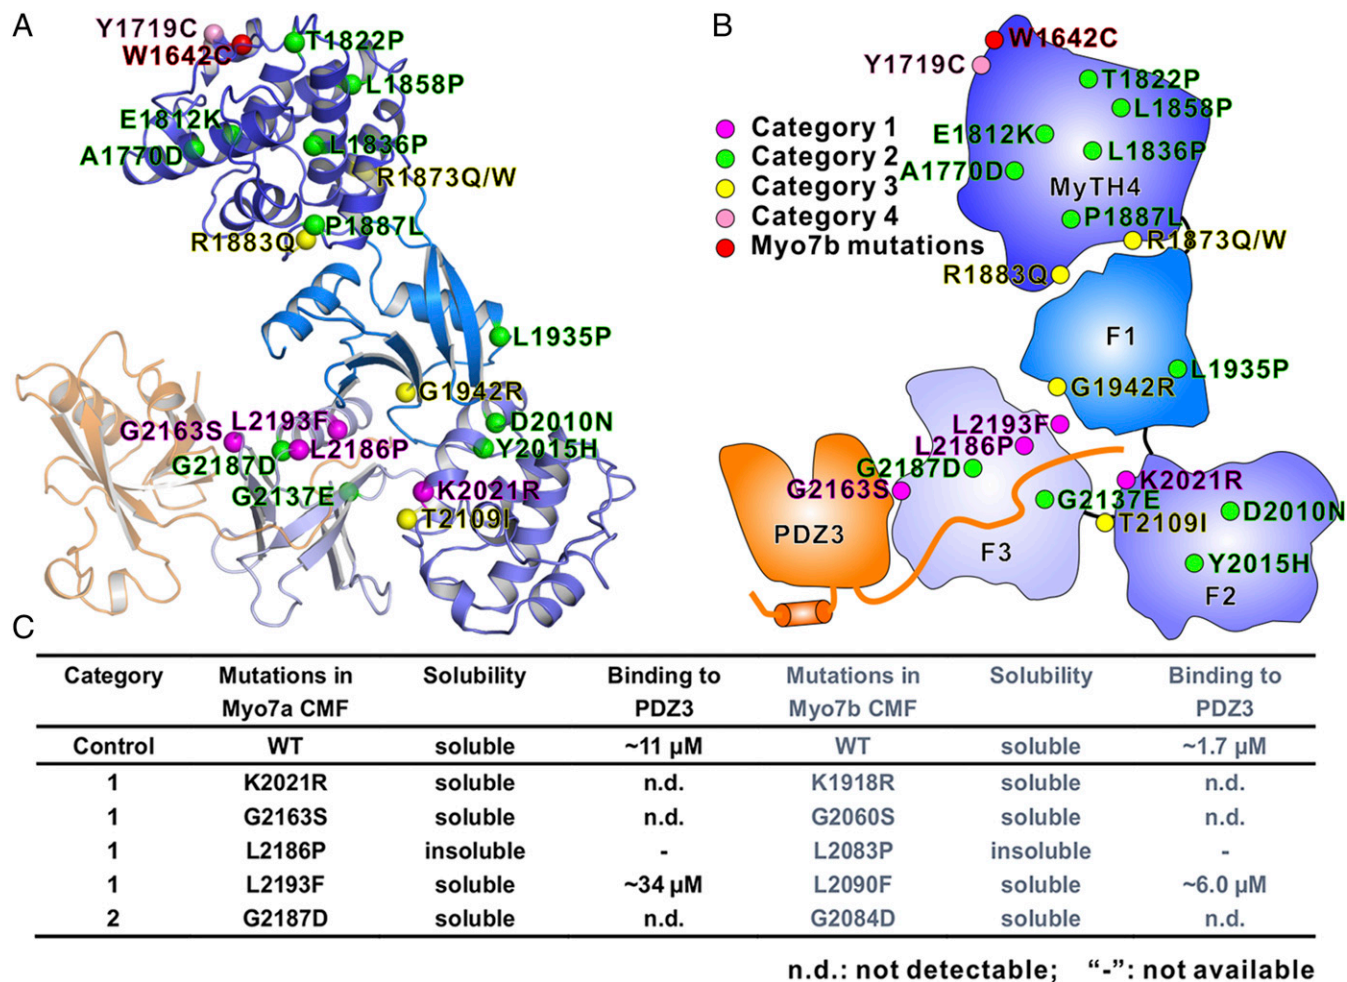 A
Y1719C
W1642C
T1822P
L1858P
E1812K
A1770D
L1836P
R1873Q/W
P1887L
R1883Q
L1935P
G1942R
L2193F
G2163S
L2186P
G2187D
G2137E
D2010N
Y2015H
K2021R
T2109I
B
W1642C
Y1719C
T1822P
L1858P
E1812K
L1836P
A1770D
MyTH4
P1887L
R1873Q/W
R1883Q
Category 1
Category 2
Category 3
Category 4
Myo7b mutations
F1
L1935P
G1942R
L2193F
L2186P
G2187D
G2163S
K2021R
G2137E
D2010N
T2109I
PDZ3
F3
Y2015H
F2
C
Category Mutations in Myo7a CMF Solubility Binding to PDZ3 Mutations in Myo7b CMF Solubility Binding to PDZ3
Control WT soluble ~11 µM WT soluble ~1.7 µM
1 K2021R soluble n.d. K1918R soluble n.d.
1 G2163S soluble n.d. G2060S soluble n.d.
1 L2186P insoluble - L2083P insoluble -
1 L2193F soluble ~34 µM L2090F soluble ~6.0 µM
2 G2187D soluble n.d. G2084D soluble n.d.
n.d.: not detectable; “-”: not available